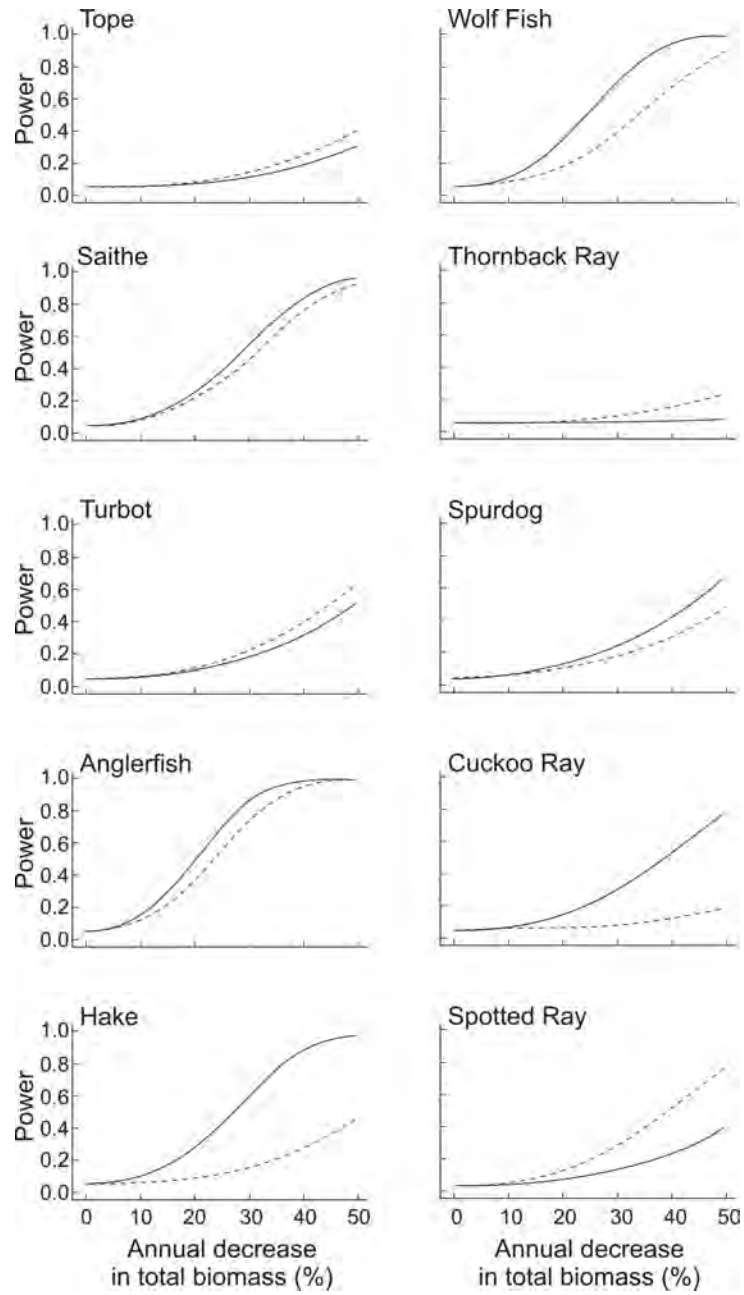 Tope
Wolf Fish
Power
1.0
0.8
0.6
0.4
0.2
0.0
Saithe
Thornback Ray
Power
1.0
0.8
0.6
0.4
0.2
0.0
Turbot
Spurdog
Power
1.0
0.8
0.6
0.4
0.2
0.0
Anglerfish
Cuckoo Ray
Power
1.0
0.8
0.6
0.4
0.2
0.0
Hake
Spotted Ray
Power
1.0
0.8
0.6
0.4
0.2
0.0
0 10 20 30 40 50
0 10 20 30 40 50
Annual decrease
in total biomass (%)
Annual decrease
in total biomass (%)